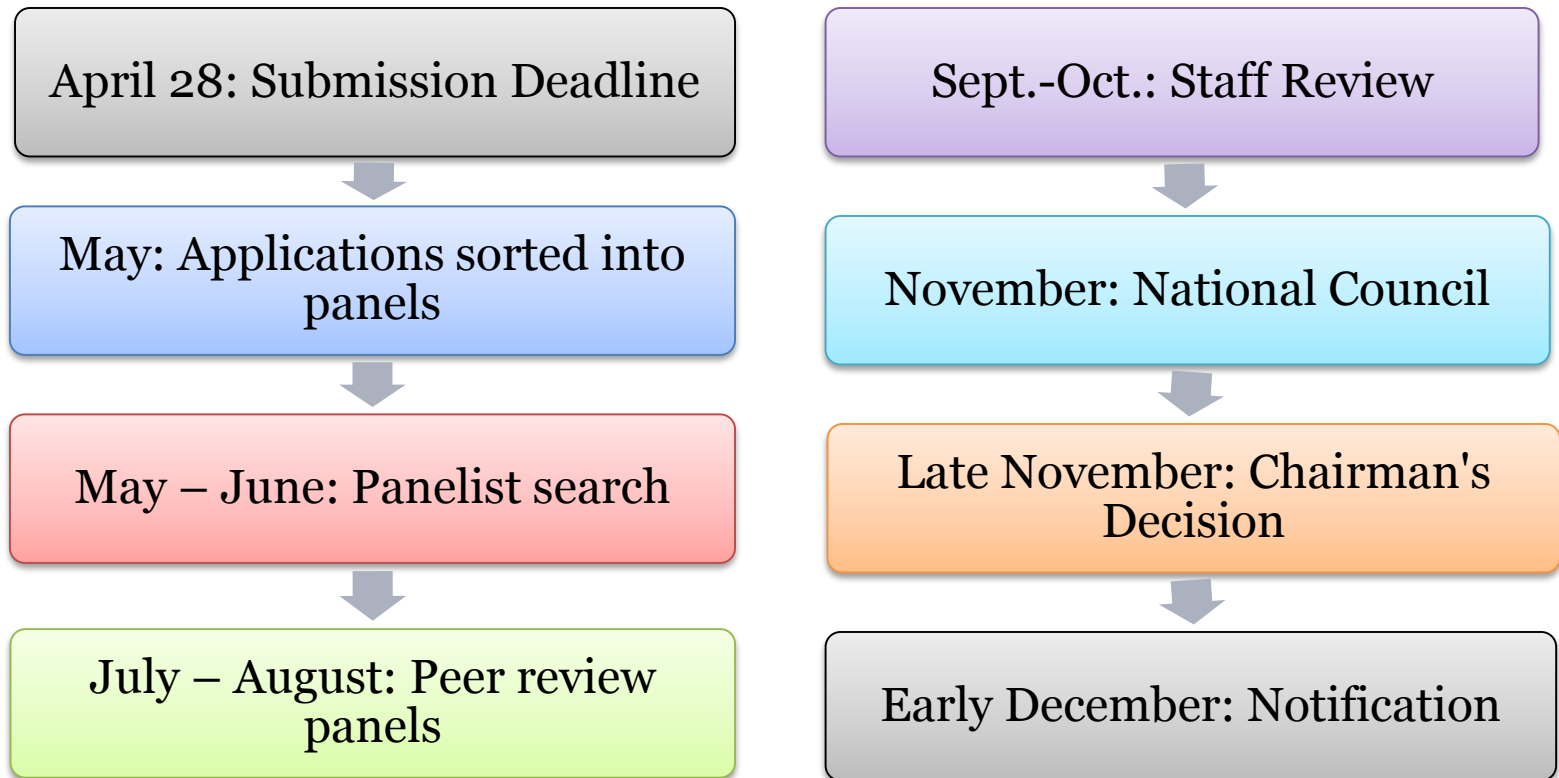 April 28: Submission Deadline
May: Applications sorted into
panels
May – June: Panelist search
July – August: Peer review
panels
Sept.-Oct.: Staff Review
November: National Council
Late November: Chairman's
Decision
Early December: Notification